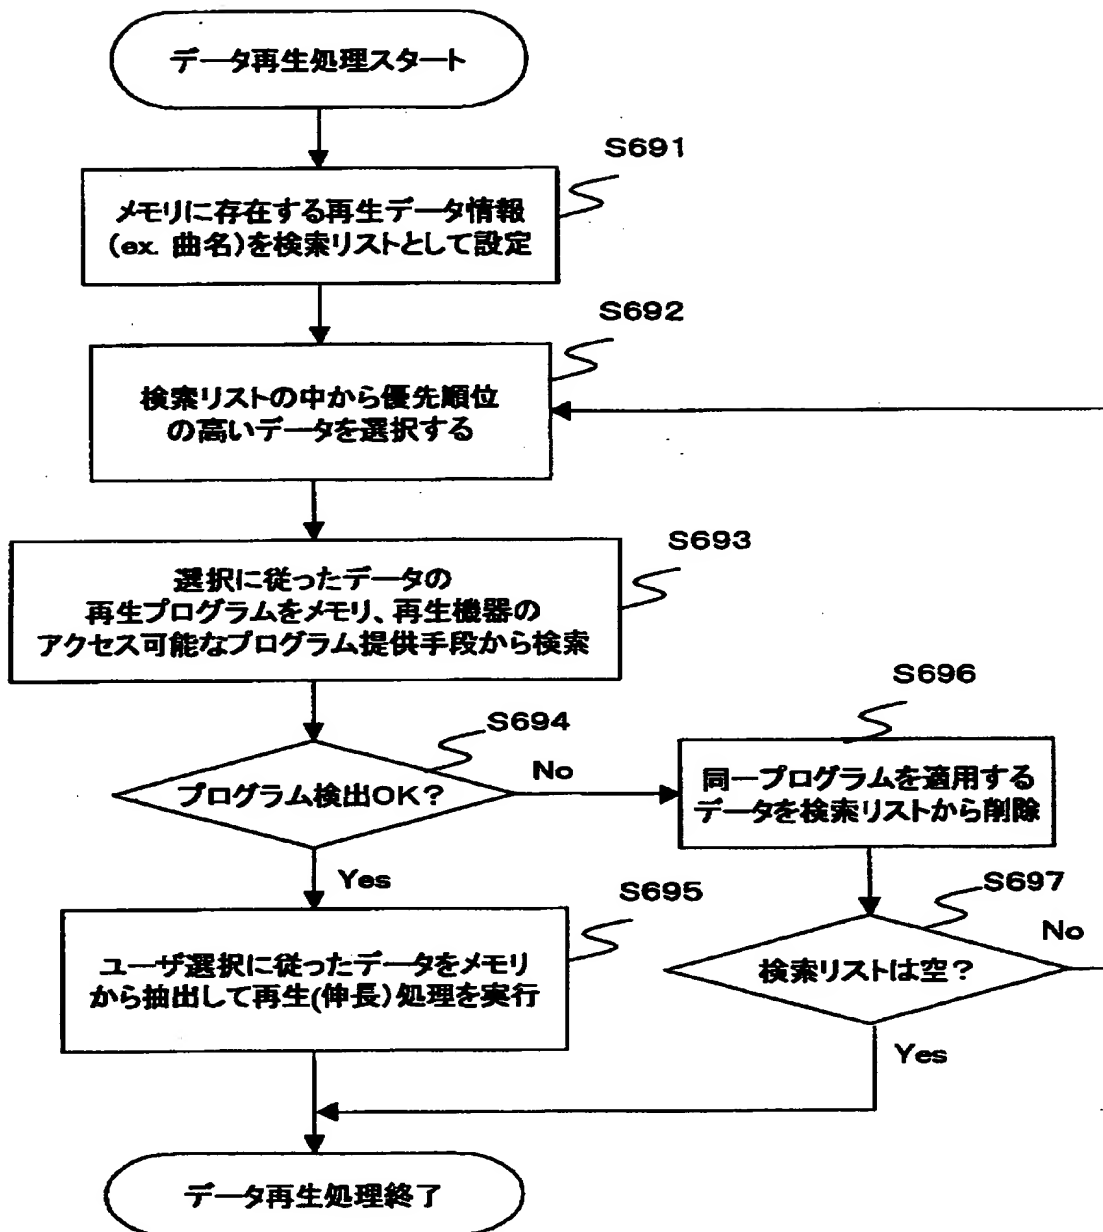 データ再生処理スタート
S691
メモリに存在する再生データ情報
(ex. 曲名)を検索リストとして設定
S692
検索リストの中から優先順位
の高いデータを選択する
S693
選択に従ったデータの
再生プログラムをメモリ、再生機器の
アクセス可能なプログラム提供手段から検索
S694
プログラム検出OK?
No
Yes
S696
同一プログラムを適用する
データを検索リストから削除
S695
ユーザ選択に従ったデータをメモリ
から抽出して再生(伸長)処理を実行
S697
検索リストは空?
No
Yes
データ再生処理終了